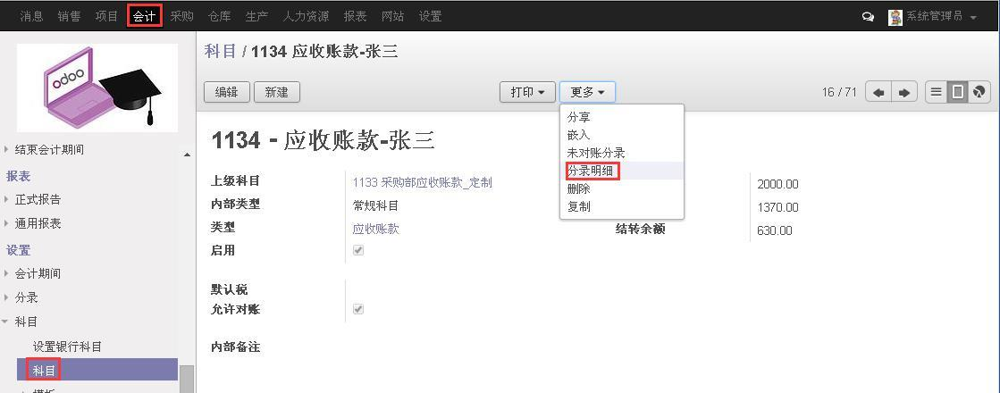 消息 销售 项目 会计 采购 仓库 生产 人力资源 报表 网站 设置 系统管理员
odoo
结束会计期间
报表
正式报告
通用报表
设置
会计期间
分录
科目
设置银行科目
科目
科目 / 1134 应收账款-张三
编辑 新建 打印 更多 16 / 71
分享
嵌入
未对账分录
分录明细
删除
复制
1134 - 应收账款-张三
上级科目 1133 采购部应收账款_定制 2000.00
内部类型 常规科目 1370.00
类型 应收账款 结转余额 630.00
启用
默认税
允许对账
内部备注